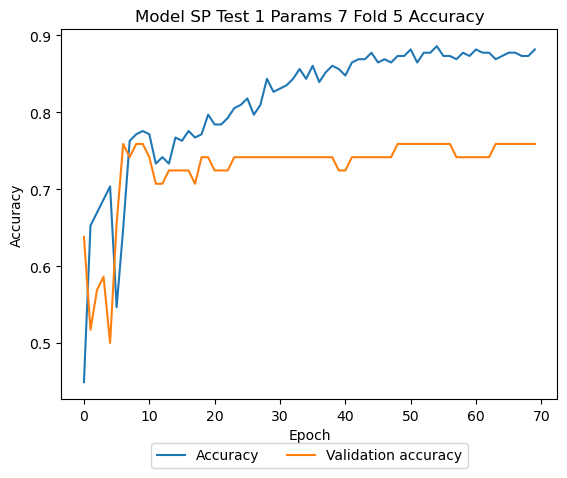 Model SP Test 1 Params 7 Fold 5 Accuracy
0.9
0.8
0.7
0.6
0.5
Accuracy
0 10 20 30 40 50 60 70
Epoch
Accuracy Validation accuracy